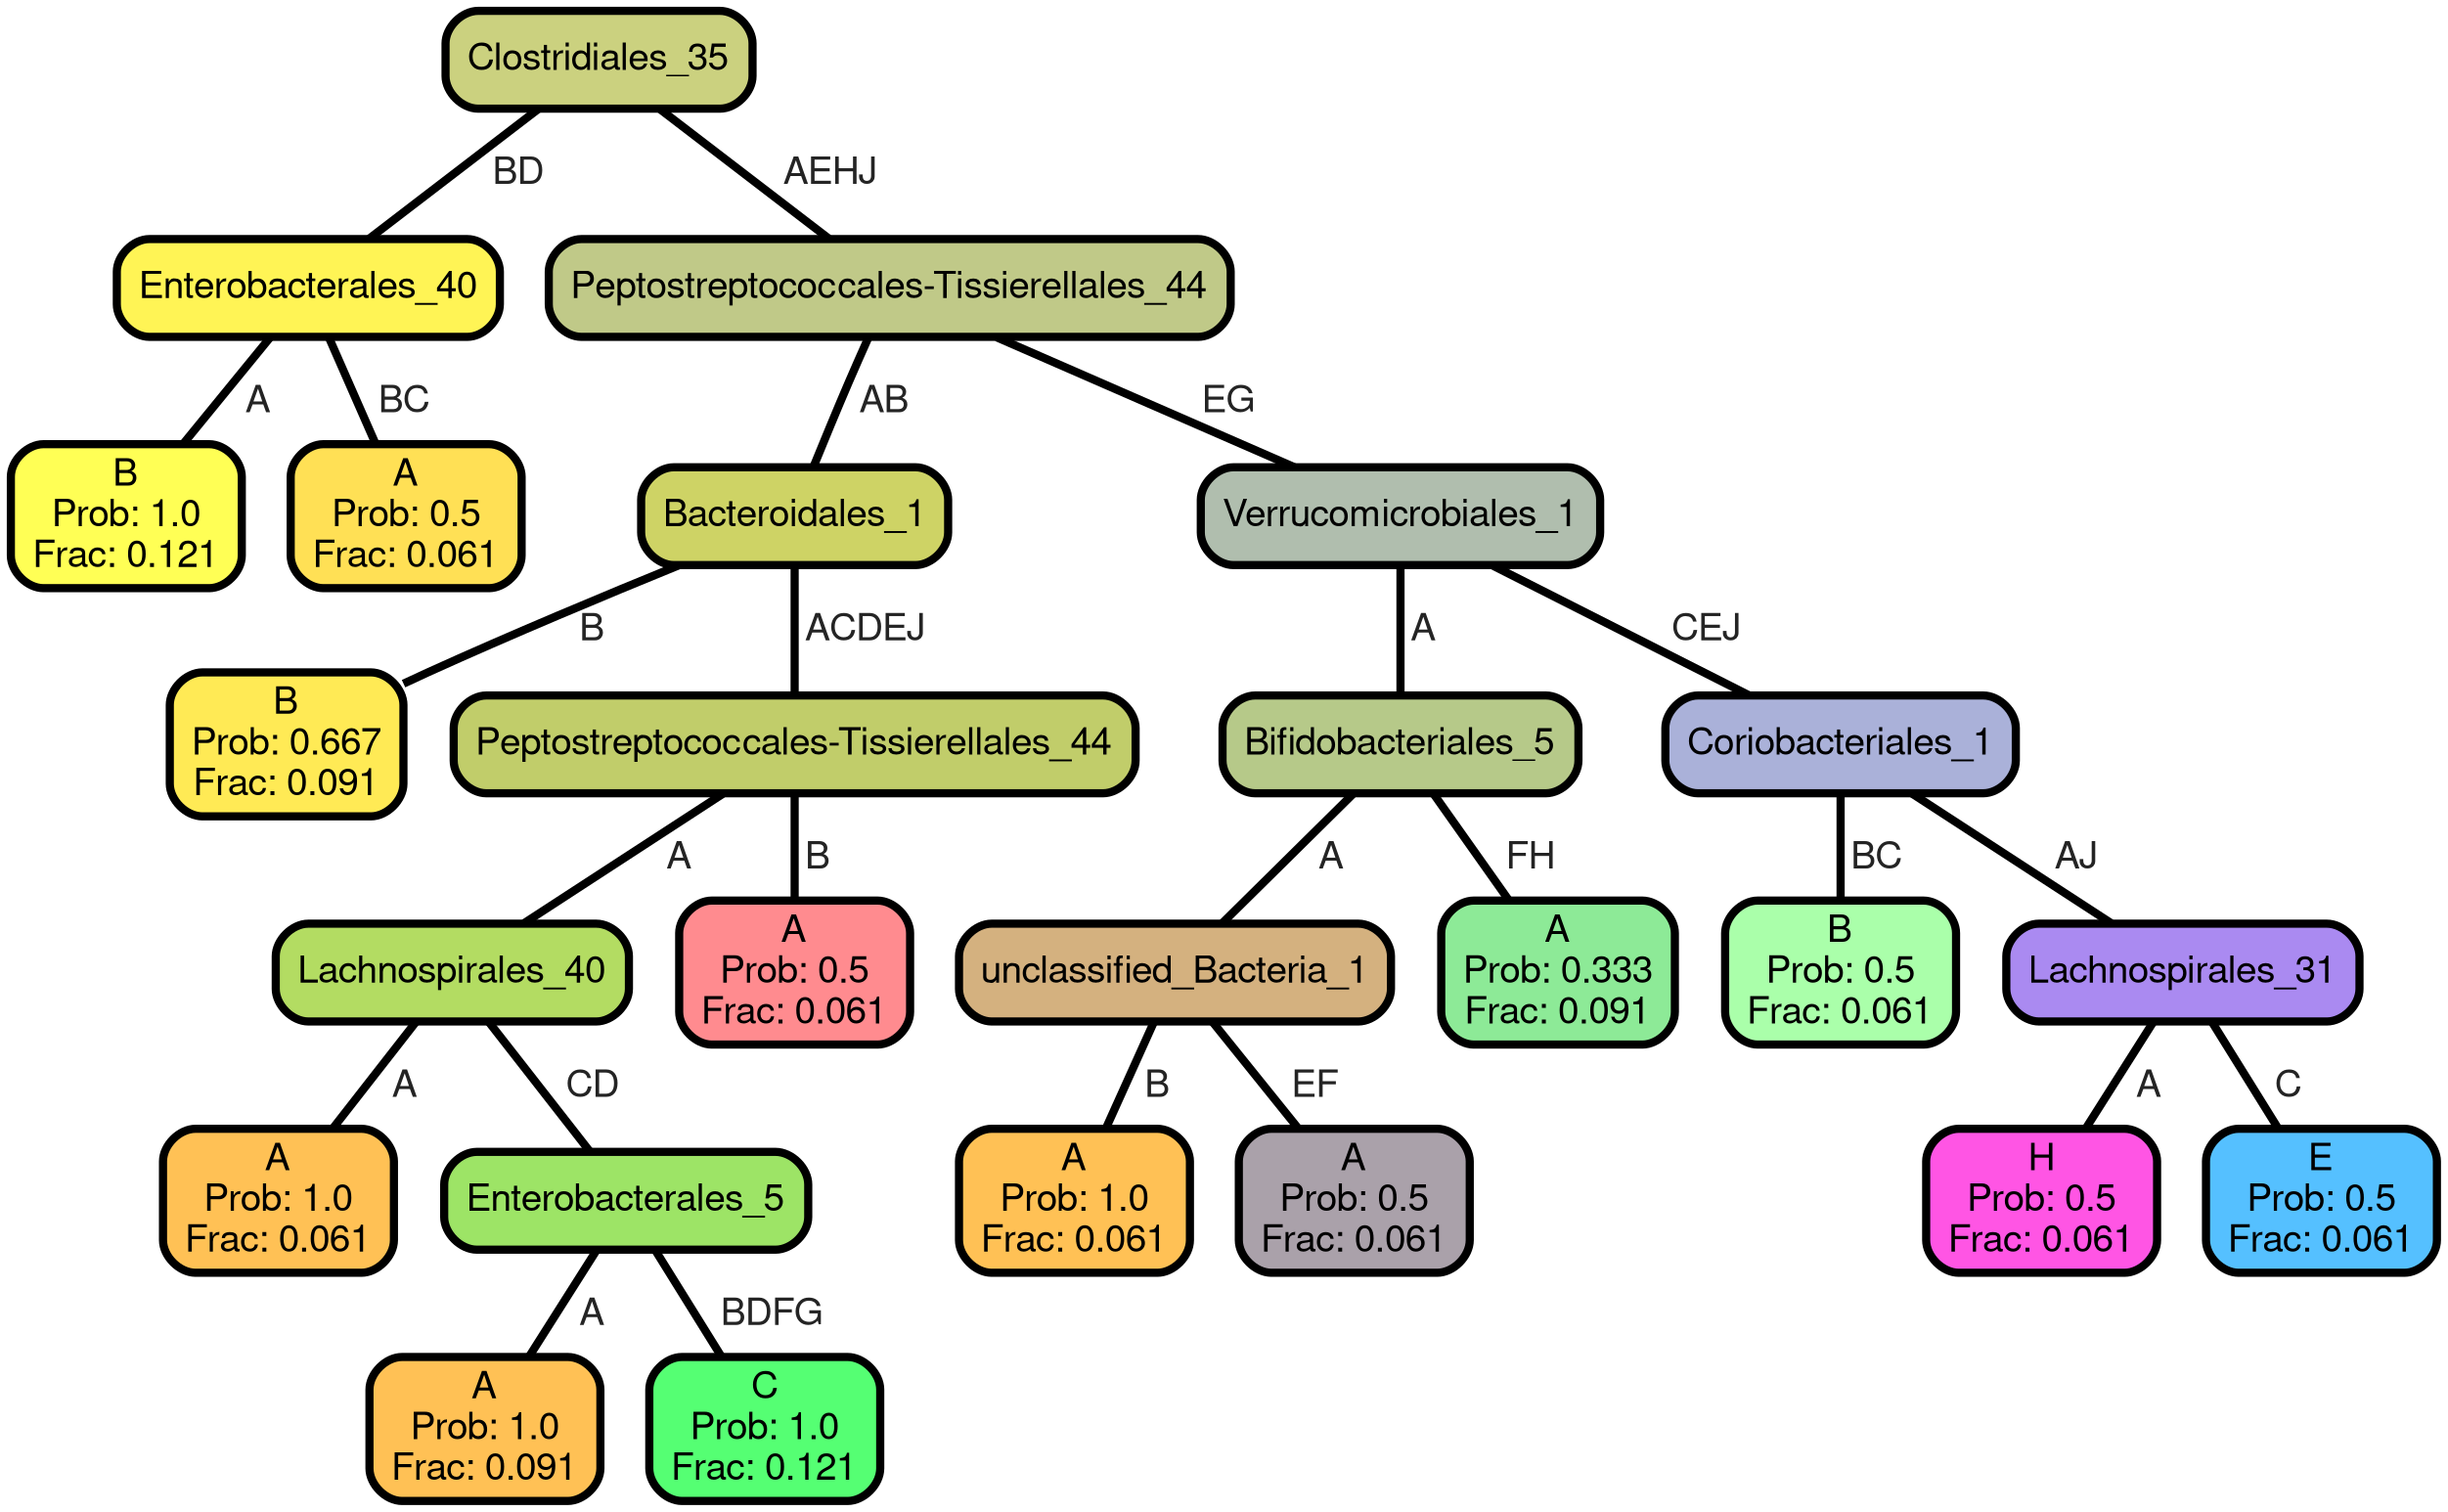 Clostridiales_35
BD
AEHJ
Enterobacterales_40
Peptostreptococcales-Tissierellales_44
A
BC
AB
EG
B
Prob: 1.0
Frac: 0.121
A
Prob: 0.5
Frac: 0.061
Bacteroidales_1
Verrucomicrobiales_1
B
ACDEJ
A
CEJ
B
Prob: 0.667
Frac: 0.091
Peptostreptococcales-Tissierellales_44
Bifidobacteriales_5
Coriobacteriales_1
A
B
A
FH
BC
AJ
Lachnospirales_40
A
Prob: 0.5
Frac: 0.061
unclassified_Bacteria_1
A
Prob: 0.333
Frac: 0.091
B
Prob: 0.5
Frac: 0.061
Lachnospirales_31
A
CD
B
EF
A
C
A
Prob: 1.0
Frac: 0.061
Enterobacterales_5
A
Prob: 1.0
Frac: 0.061
A
Prob: 0.5
Frac: 0.061
H
Prob: 0.5
Frac: 0.061
E
Prob: 0.5
Frac: 0.061
A
BDFG
A
Prob: 1.0
Frac: 0.091
C
Prob: 1.0
Frac: 0.121